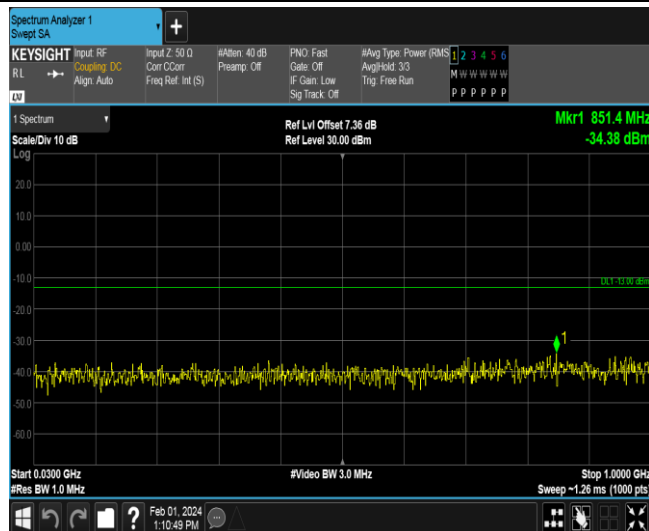 Spectrum Analyzer 1
Swept SA
+
KEYSIGHT
RL
Input: RF
Coupling: DC
Align: Auto
Input Z: 50 Ω
Corr CCorr
Freq Ref: Int (S)
#Atten: 40 dB
Preamp: Off
PNO: Fast
Gate: Off
IF Gain: Low
Sig Track: Off
#Avg Type: Power (RMS
Avg|Hold: 3/3
Trig: Free Run
1 2 3 4 5 6
M W W W W W
P P P P P P
1 Spectrum
Scale/Div 10 dB
Log
Ref Lvl Offset 7.36 dB
Ref Level 30.00 dBm
Mkr1 851.4 MHz
-34.38 dBm
20.0
10.0
0.00
-10.0
DL1 -13.00 dBm
-20.0
-30.0
1
-40.0
-50.0
-60.0
Start 0.0300 GHz
#Res BW 1.0 MHz
#Video BW 3.0 MHz
Stop 1.0000 GHz
Sweep ~1.26 ms (1000 pts)
?
Feb 01, 2024
1:10:49 PM